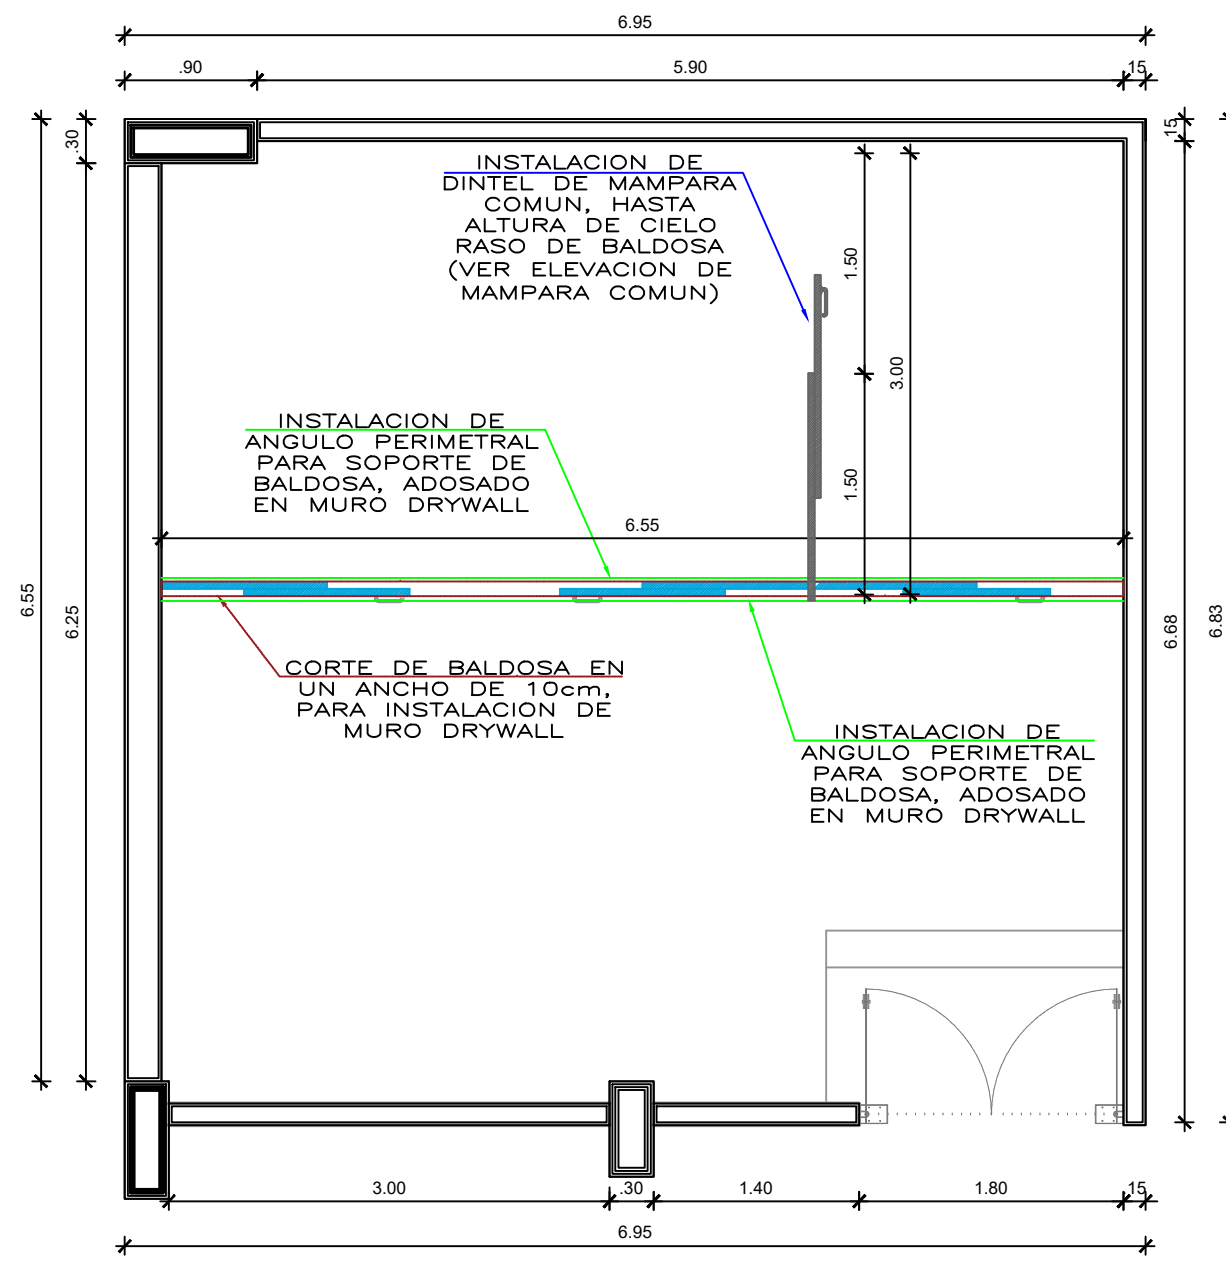 6.95
.90
5.90
.15
.30
.15
INSTALACION DE
DINTEL DE MAMPARA
COMUN, HASTA
ALTURA DE CIELO
RASO DE BALDOSA
(VER ELEVACION DE
MAMPARA COMUN)
1.50
3.00
INSTALACION DE
ANGULO PERIMETRAL
PARA SOPORTE DE
BALDOSA, ADOSADO
EN MURO DRYWALL
1.50
6.55
6.55
6.25
6.68
6.83
CORTE DE BALDOSA EN
UN ANCHO DE 10cm,
PARA INSTALACION DE
MURO DRYWALL
INSTALACION DE
ANGULO PERIMETRAL
PARA SOPORTE DE
BALDOSA, ADOSADO
EN MURO DRYWALL
3.00
.30
1.40
1.80
.15
6.95